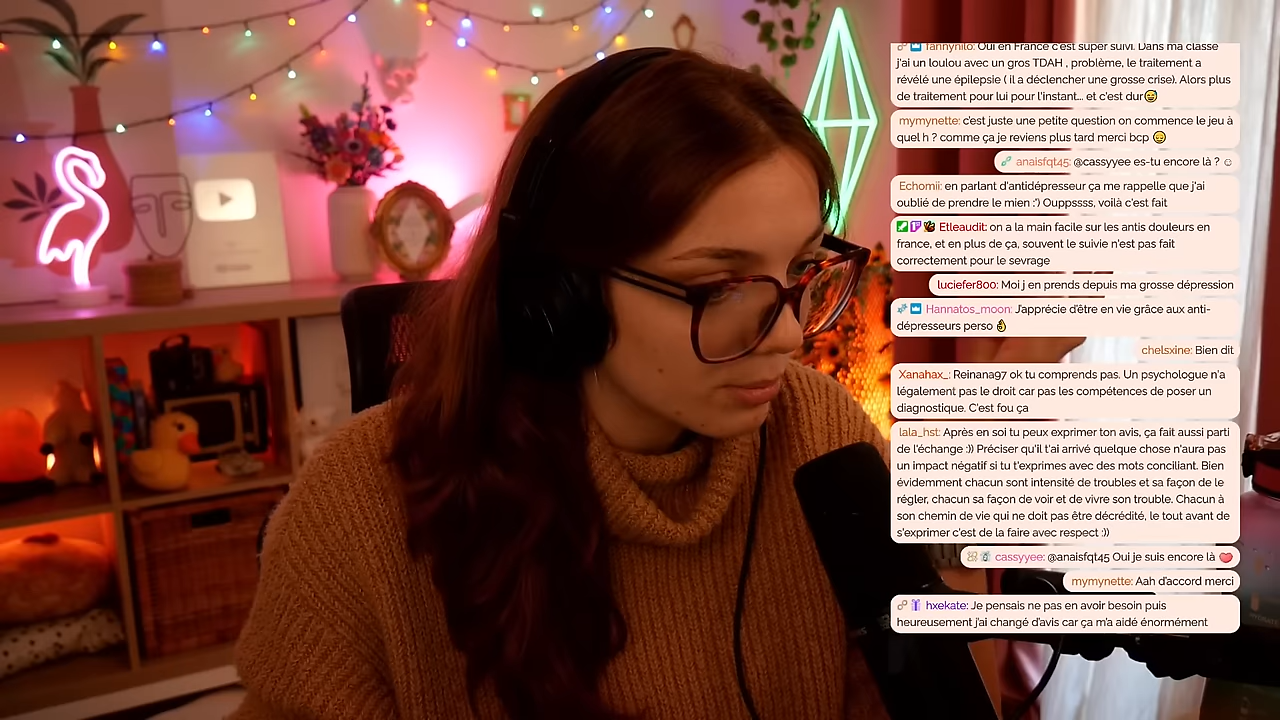 fannynilo: Oui en France c'est super suivi. Dans ma classe
j'ai un loulou avec un gros TDAH , problème, le traitement a
révélé une épilepsie ( il a déclencher une grosse crise). Alors plus
de traitement pour lui pour l'instant... et c'est dur😅
mymynette: c'est juste une petite question on commence le jeu à
quel h ? comme ça je reviens plus tard merci bcp 😑
anaisfqt45: @cassyyee es-tu encore là ? ☺
Echomii: en parlant d'antidépresseur ça me rappelle que j'ai
oublié de prendre le mien :') Ouppssss, voilà c'est fait
Etleaudit: on a la main facile sur les antis douleurs en
france, et en plus de ça, souvent le suivie n'est pas fait
correctement pour le sevrage
luciefer800: Moi j en prends depuis ma grosse dépression
Hannatos_moon: J'apprécie d'être en vie grâce aux anti-
dépresseurs perso 👌
chelsxine: Bien dit
Xanahax_: Reinana97 ok tu comprends pas. Un psychologue n'a
légalement pas le droit car pas les compétences de poser un
diagnostique. C'est fou ça
lala_hst: Après en soi tu peux exprimer ton avis, ça fait aussi parti
de l'échange :)) Préciser qu'il t'ai arrivé quelque chose n'aura pas
un impact négatif si tu t'exprimes avec des mots conciliant. Bien
évidemment chacun sont intensité de troubles et sa façon de le
régler, chacun sa façon de voir et de vivre son trouble. Chacun à
son chemin de vie qui ne doit pas être décrédité, le tout avant de
s'exprimer c'est de la faire avec respect :))
cassyyee: @anaisfqt45 Oui je suis encore là
mymynette: Aah d'accord merci
hxekate: Je pensais ne pas en avoir besoin puis
heureusement j'ai changé d'avis car ça m'a aidé énormément